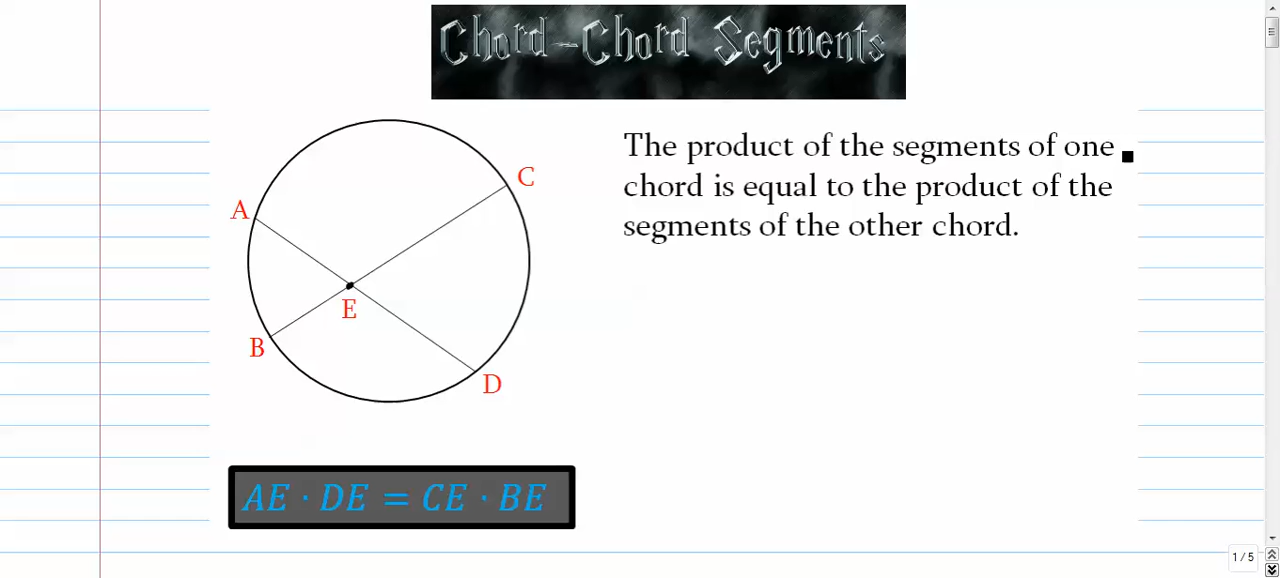 Chord-Chord Segments
The product of the segments of one
chord is equal to the product of the
segments of the other chord.
C
A
E
B
D
AE · DE = CE · BE
1 / 5